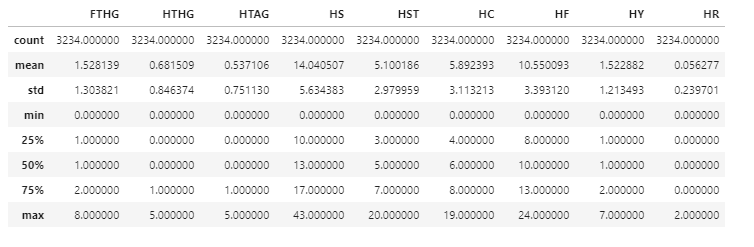 FTHG HTHG HTAG HS HST HC HF HY HR
count 3234.000000 3234.000000 3234.000000 3234.000000 3234.000000 3234.000000 3234.000000 3234.000000 3234.000000
mean 1.528139 0.681509 0.537106 14.040507 5.100186 5.892393 10.550093 1.522882 0.056277
std 1.303821 0.846374 0.751130 5.634383 2.979959 3.113213 3.393120 1.213493 0.239701
min 0.000000 0.000000 0.000000 0.000000 0.000000 0.000000 0.000000 0.000000 0.000000
25% 1.000000 0.000000 0.000000 10.000000 3.000000 4.000000 8.000000 1.000000 0.000000
50% 1.000000 0.000000 0.000000 13.000000 5.000000 6.000000 10.000000 1.000000 0.000000
75% 2.000000 1.000000 1.000000 17.000000 7.000000 8.000000 13.000000 2.000000 0.000000
max 8.000000 5.000000 5.000000 43.000000 20.000000 19.000000 24.000000 7.000000 2.000000